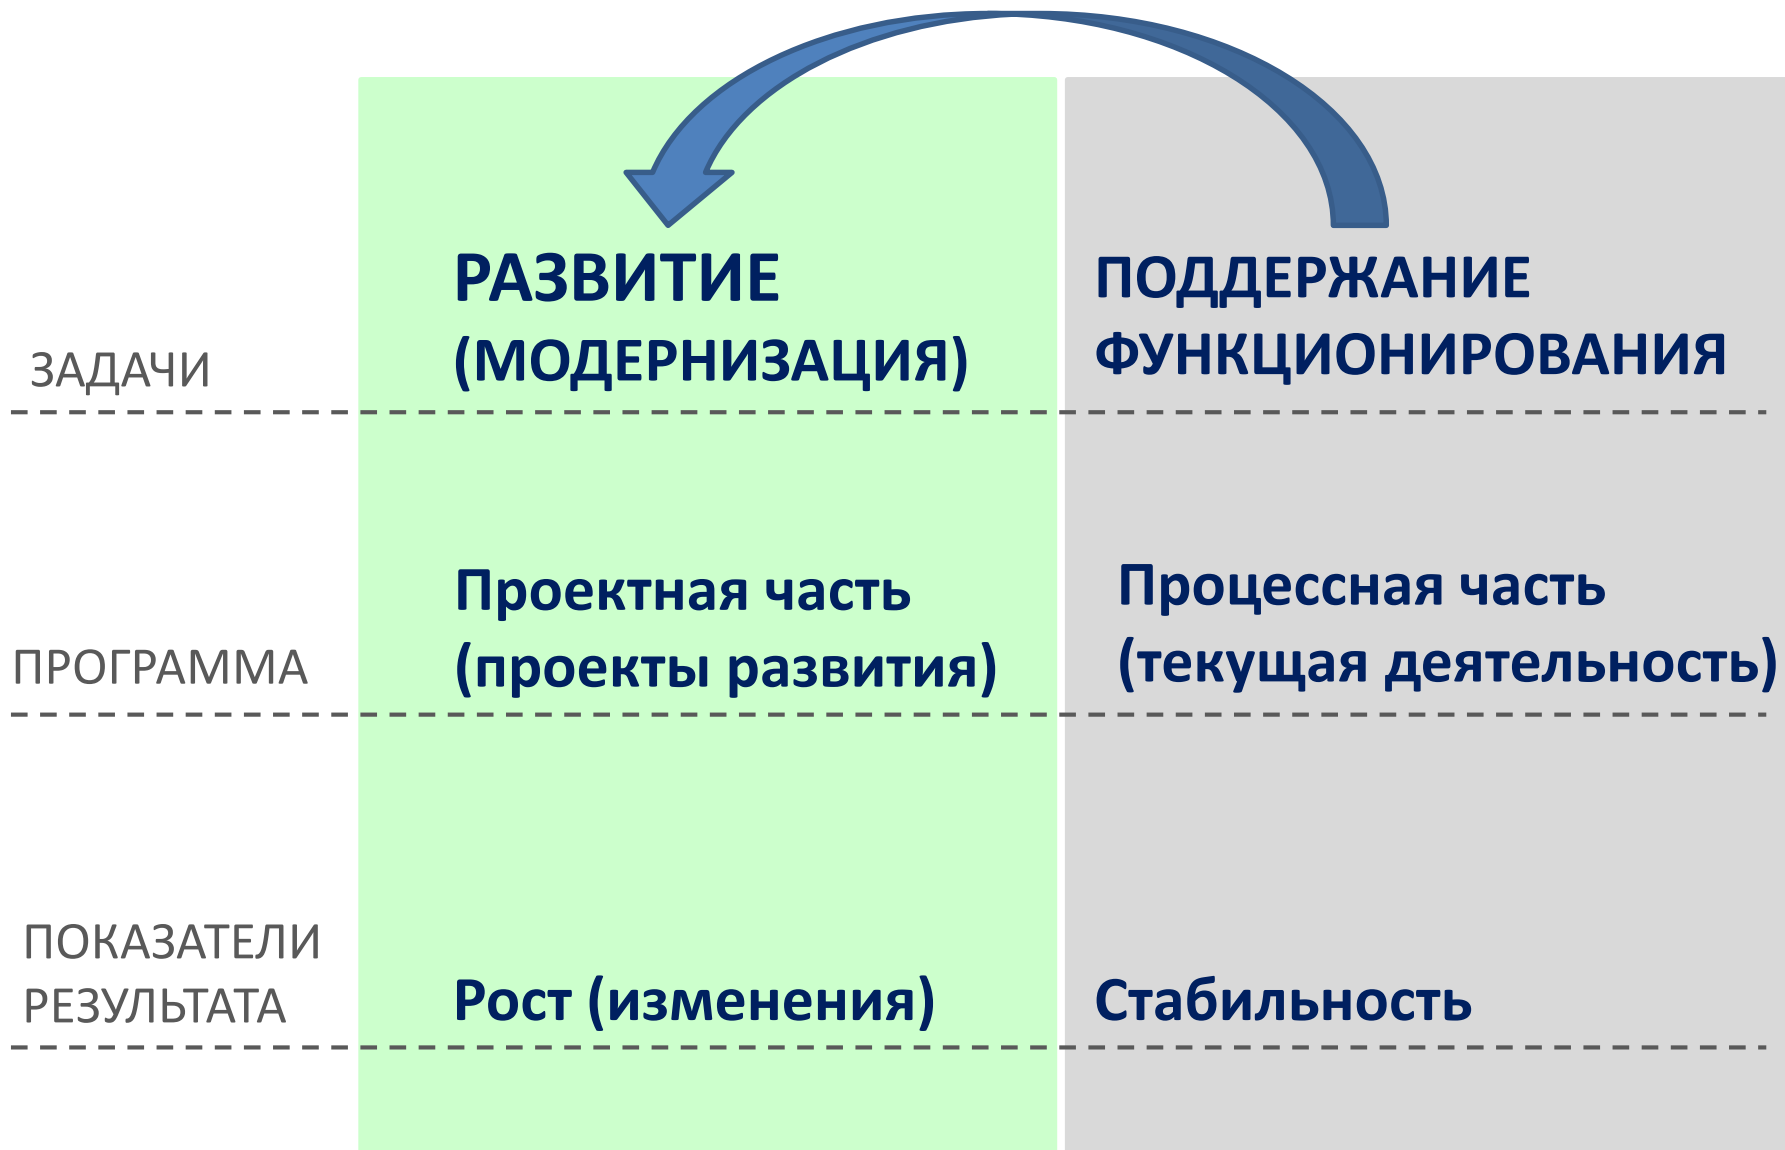 РАЗВИТИЕ
(МОДЕРНИЗАЦИЯ)
ПОДДЕРЖАНИЕ
ФУНКЦИОНИРОВАНИЯ
ЗАДАЧИ
Проектная часть
(проекты развития)
Процессная часть
(текущая деятельность)
ПРОГРАММА
ПОКАЗАТЕЛИ
РЕЗУЛЬТАТА
Рост (изменения)
Стабильность